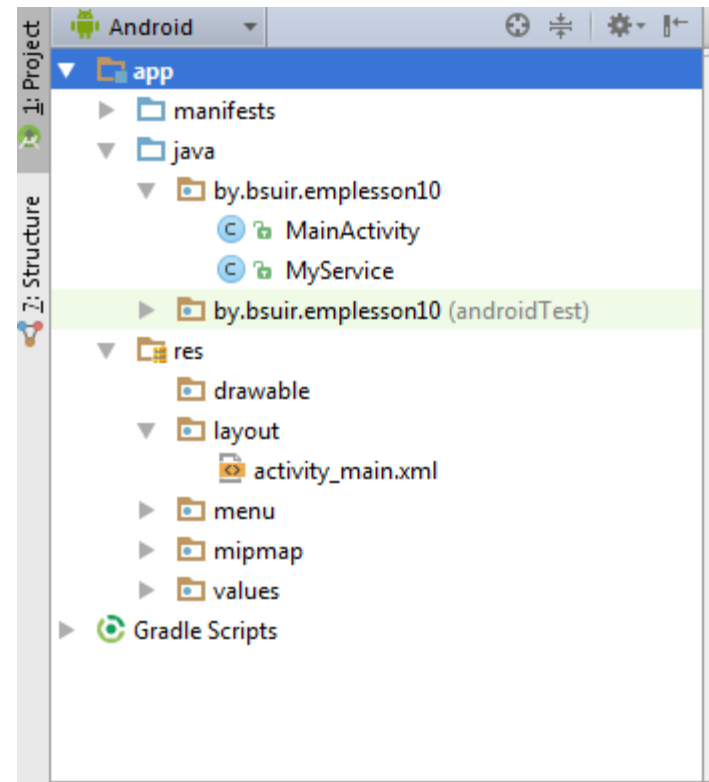 1: Project
7: Structure
Android
app
manifests
java
by.bsuir.emplesson10
MainActivity
MyService
by.bsuir.emplesson10 (androidTest)
res
drawable
layout
activity_main.xml
menu
mipmap
values
Gradle Scripts